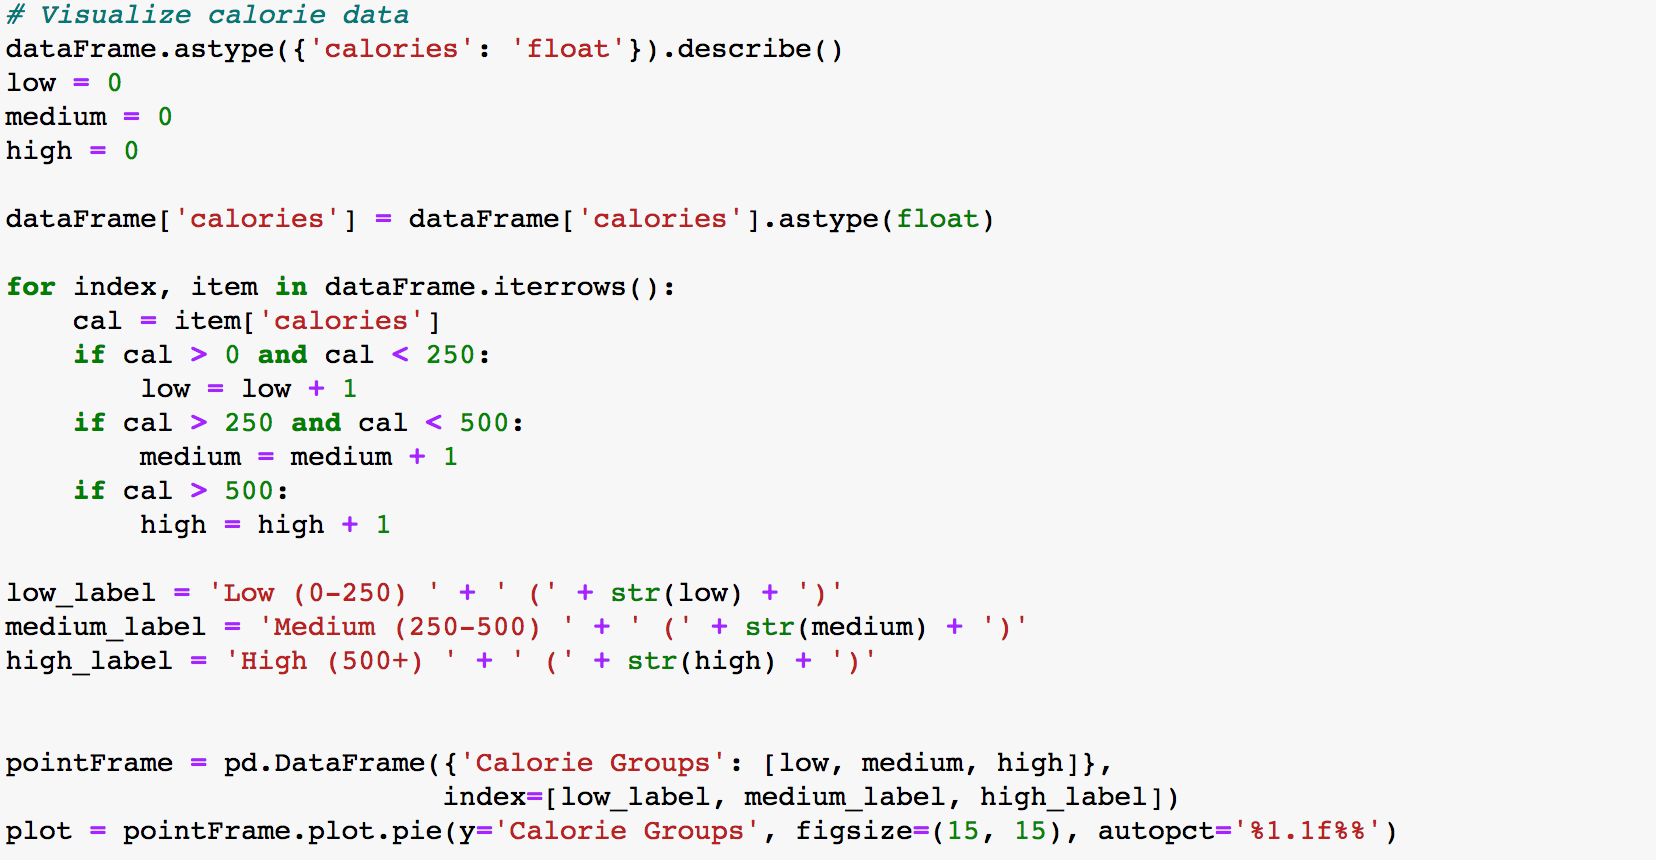 # Visualize calorie data
dataFrame.astype({'calories': 'float'}).describe()
low = 0
medium = 0
high = 0

dataFrame['calories'] = dataFrame['calories'].astype(float)

for index, item in dataFrame.iterrows():
    cal = item['calories']
    if cal > 0 and cal < 250:
        low = low + 1
    if cal > 250 and cal < 500:
        medium = medium + 1
    if cal > 500:
        high = high + 1

low_label = 'Low (0-250) ' + ' (' + str(low) + ')'
medium_label = 'Medium (250-500) ' + ' (' + str(medium) + ')'
high_label = 'High (500+) ' + ' (' + str(high) + ')'


pointFrame = pd.DataFrame({'Calorie Groups': [low, medium, high]},
                          index=[low_label, medium_label, high_label])
plot = pointFrame.plot.pie(y='Calorie Groups', figsize=(15, 15), autopct='%1.1f%%')